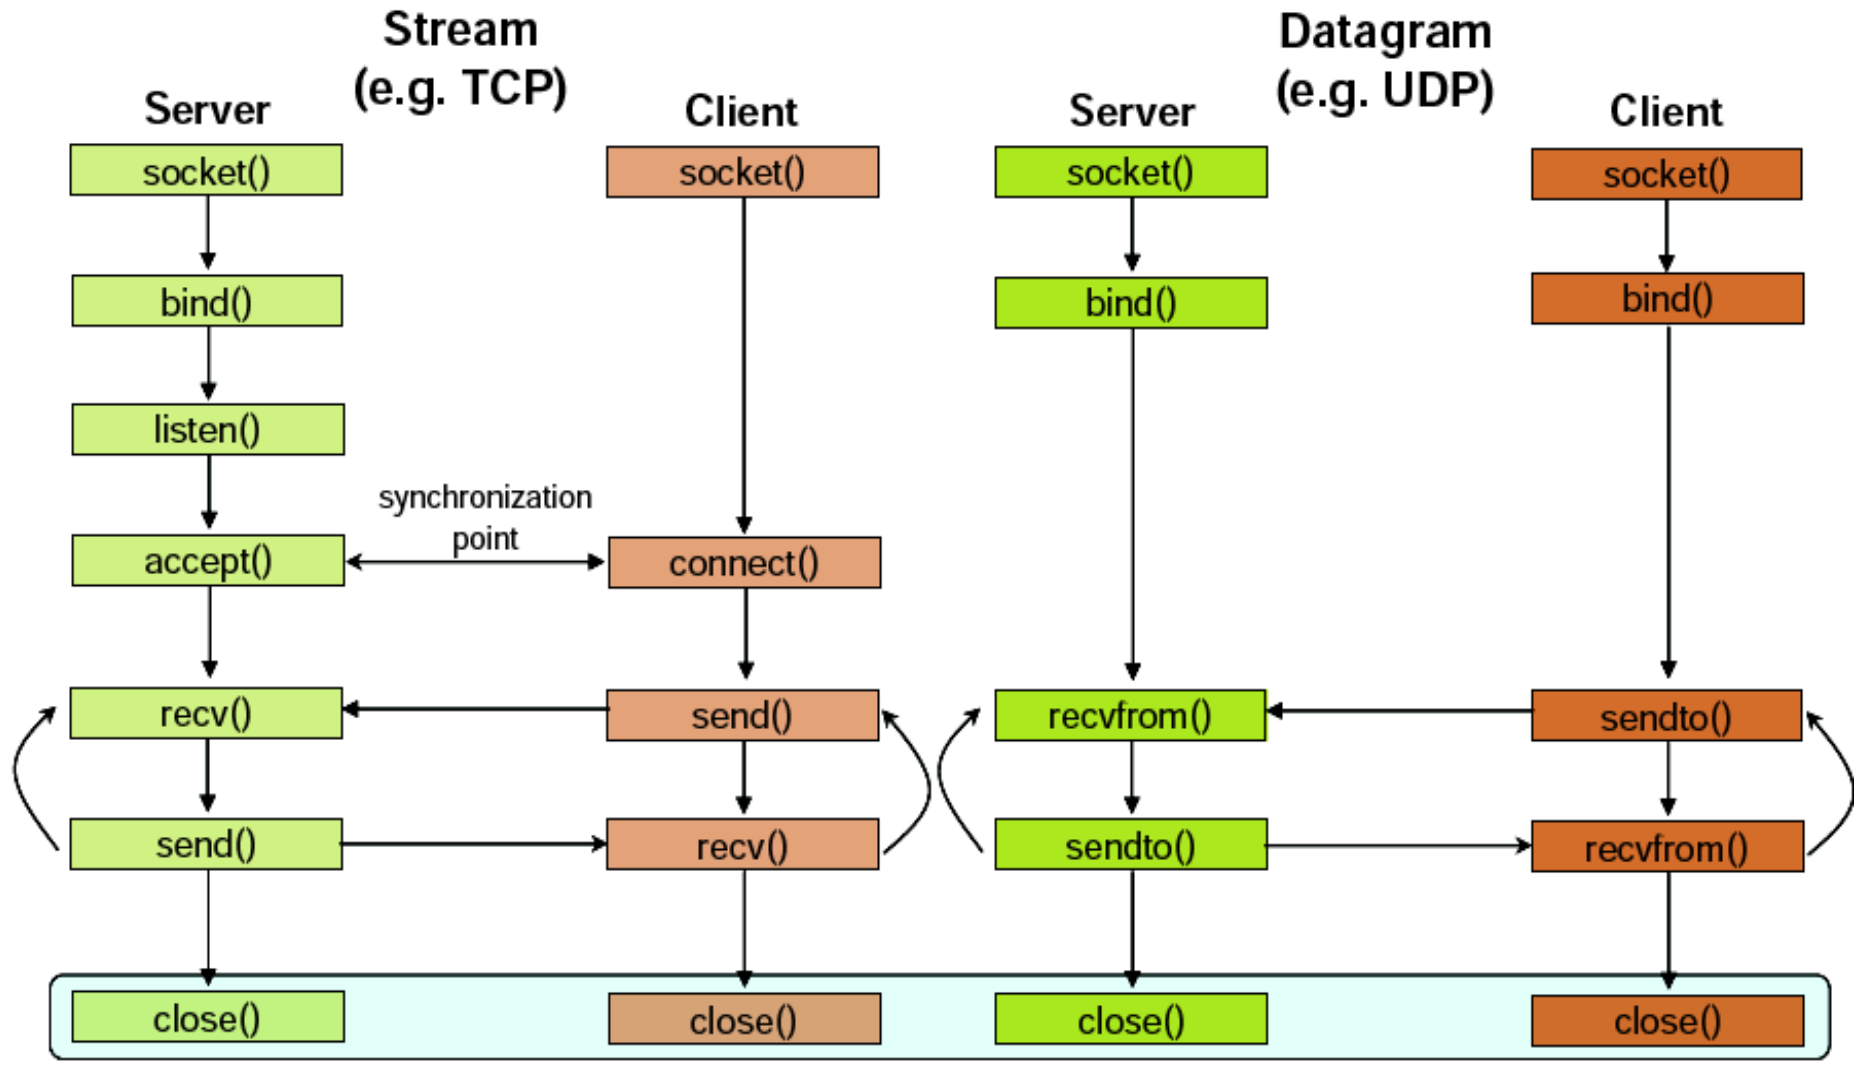 Stream
(e.g. TCP)
Server
Client
socket()
bind()
listen()
accept()
recv()
send()
close()
synchronization
point
socket()
connect()
send()
recv()
close()
Datagram
(e.g. UDP)
Server
Client
socket()
bind()
recvfrom()
sendto()
close()
socket()
bind()
sendto()
recvfrom()
close()